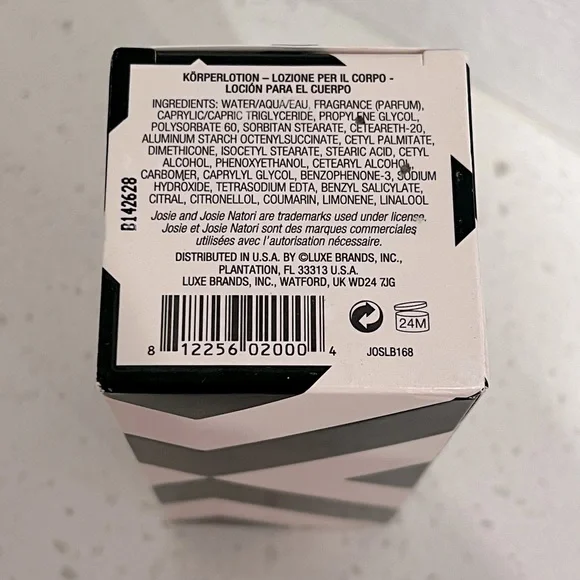 KÖRPERLOTION – LOZIONE PER IL CORPO -
LOCIÓN PARA EL CUERPO
INGREDIENTS: WATER/AQUA/EAU, FRAGRANCE (PARFUM),
CAPRYLIC/CAPRIC TRIGLYCERIDE, PROPYLENE GLYCOL,
POLYSORBATE 60, SORBITAN STEARATE, CETEARETH-20,
ALUMINUM STARCH OCTENYLSUCCINATE, CETYL PALMITATE,
DIMETHICONE, ISOCETYL STEARATE, STEARIC ACID, CETYL
ALCOHOL, PHENOXYETHANOL, CETEARYL ALCOHOL,
CARBOMER, CAPRYLYL GLYCOL, BENZOPHENONE-3, SODIUM
HYDROXIDE, TETRASODIUM EDTA, BENZYL SALICYLATE,
CITRAL, CITRONELLOL, COUMARIN, LIMONENE, LINALOOL
Josie and Josie Natori are trademarks used under license.
Josie et Josie Natori sont des marques commerciales
utilisées avec l'autorisation nécessaire.
DISTRIBUTED IN U.S.A. BY ©LUXE BRANDS, INC.,
PLANTATION, FL 33313 U.S.A.
LUXE BRANDS, INC., WATFORD, UK WD24 7JG
B142628
8 12256 02000 4
24M
JOSLB168